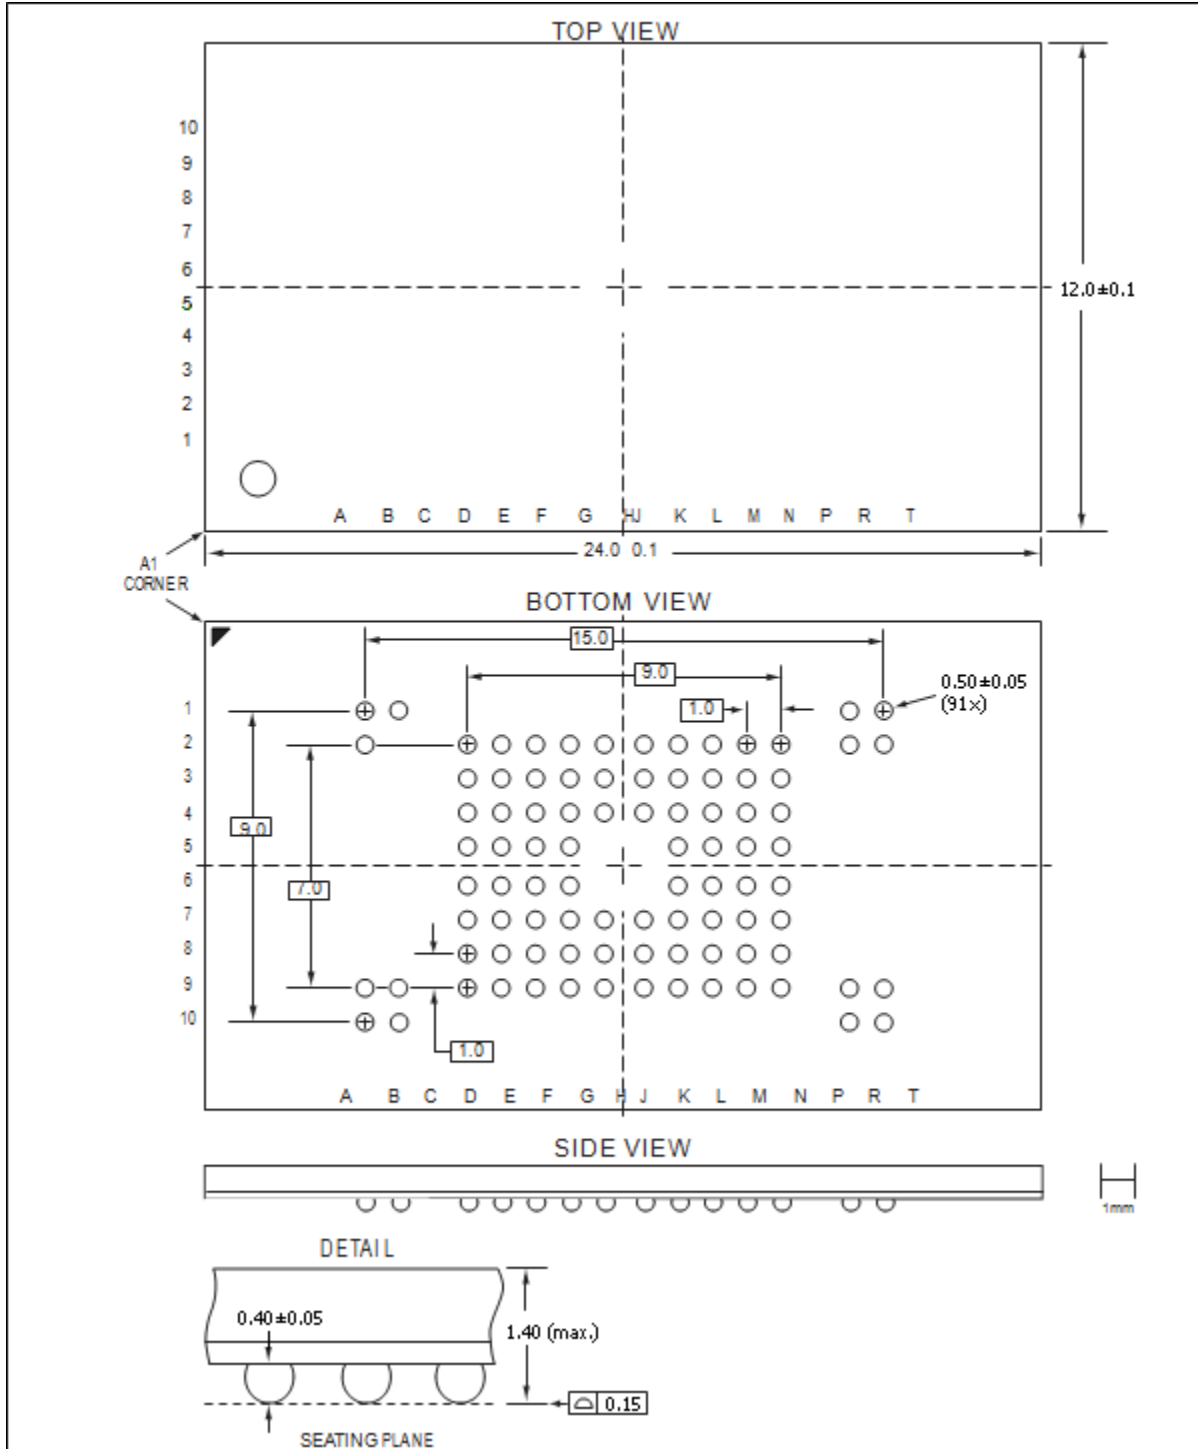 TOP VIEW
10
9
8
7
6
5
4
3
2
1
12.0±0.1
A B C D E F G HJ K L M N P R T
24.0 0.1
A1
CORNER
BOTTOM VIEW
15.0
9.0
1.0
0.50±0.05
(91x)
1
2
3
4
5
6
7
8
9
10
9.0
7.0
1.0
A B C D E F G H J K L M N P R T
SIDE VIEW
1mm
DETAIL
0.40±0.05
1.40 (max.)
0.15
SEATING PLANE